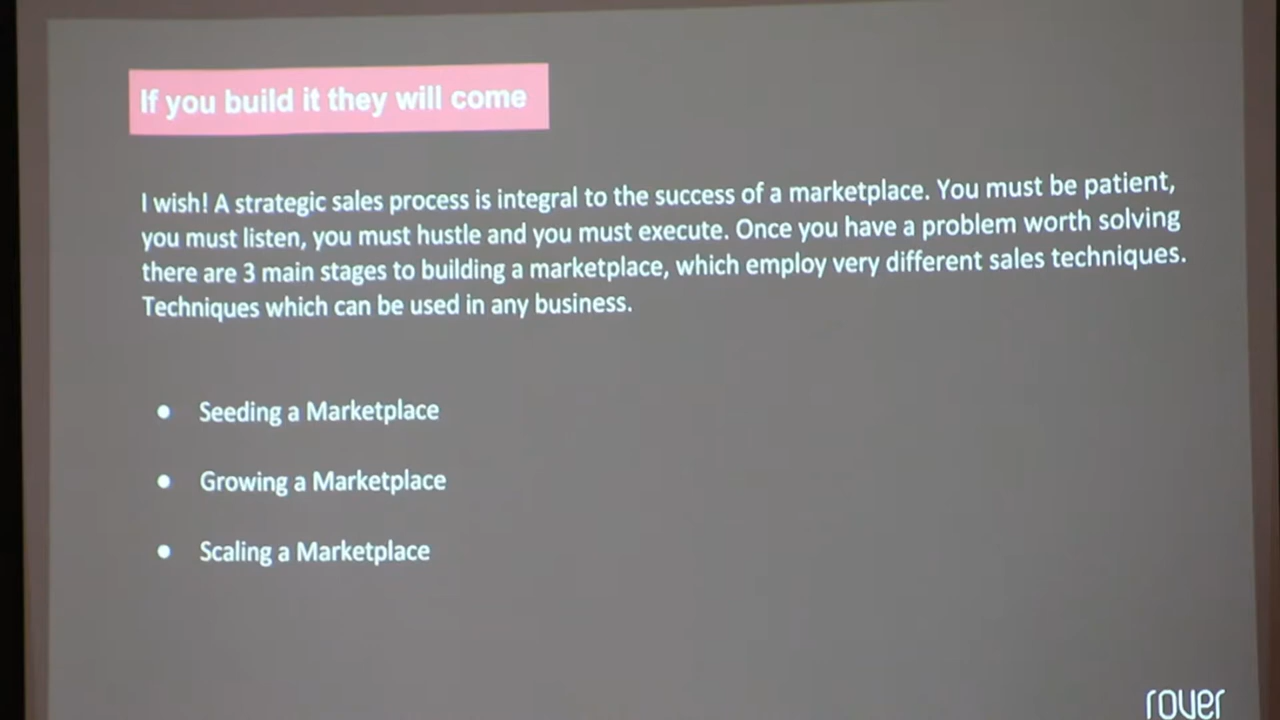 If you build it they will come
I wish! A strategic sales process is integral to the success of a marketplace. You must be patient,
you must listen, you must hustle and you must execute. Once you have a problem worth solving
there are 3 main stages to building a marketplace, which employ very different sales techniques.
Techniques which can be used in any business.
● Seeding a Marketplace
● Growing a Marketplace
● Scaling a Marketplace
rover